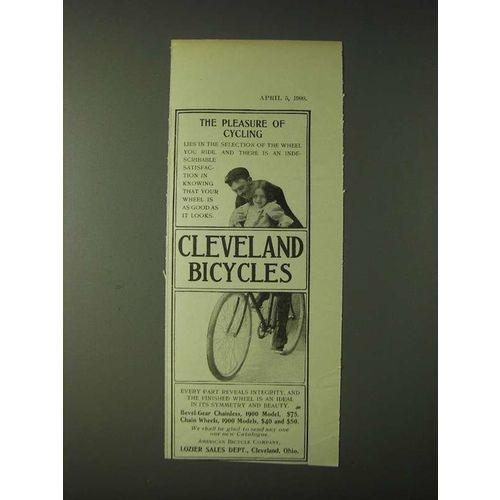 APRIL 5, 1900.
THE PLEASURE OF
CYCLING
LIES IN THE SELECTION OF THE WHEEL
YOU RIDE, AND THERE IS AN INDE-
SCRIBABLE
SATISFAC-
TION IN
KNOWING
THAT YOUR
WHEEL IS
AS GOOD AS
IT LOOKS.
CLEVELAND
BICYCLES
EVERY PART REVEALS INTEGRITY, AND
THE FINISHED WHEEL IS AN IDEAL
IN ITS SYMMETRY AND BEAUTY.
Bevel-Gear Chainless, 1900 Model, $75.
Chain Wheels, 1900 Models, $40 and $50.
We shall be glad to send any one
our new Catalogue.
AMERICAN BICYCLE COMPANY,
LOZIER SALES DEPT., Cleveland, Ohio.